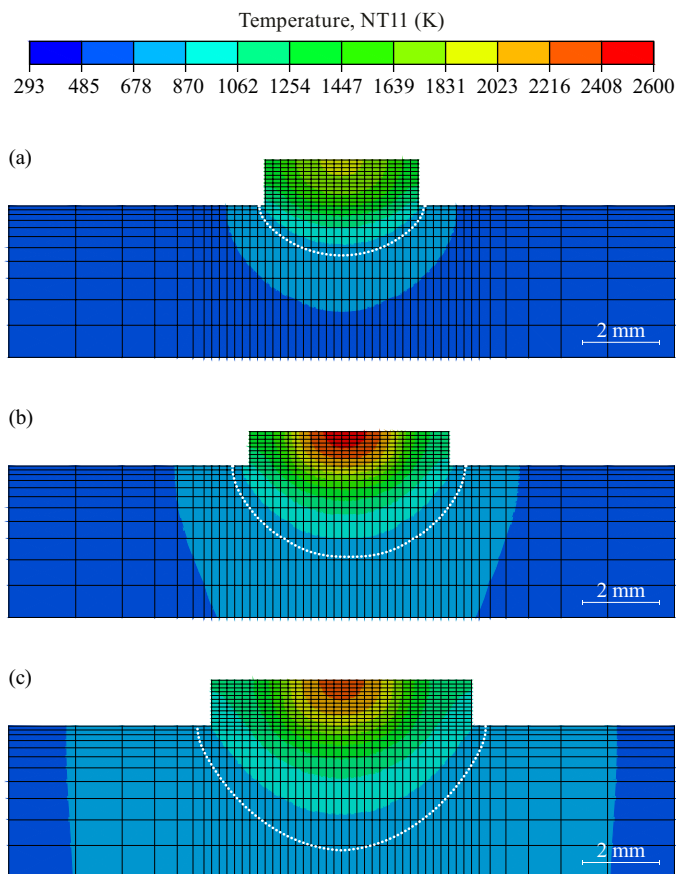 Temperature, NT11 (K)
293 485 678 870 1062 1254 1447 1639 1831 2023 2216 2408 2600
(a)
2 mm
(b)
2 mm
(c)
2 mm